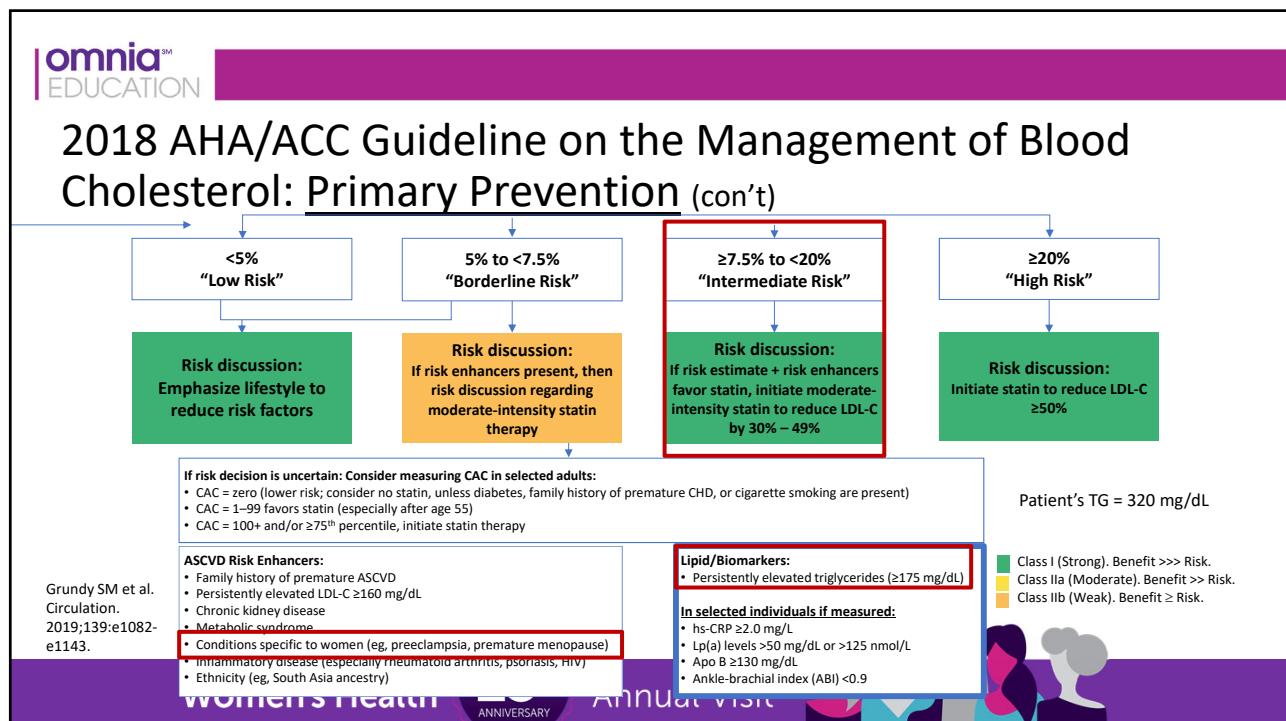 omnia℠
EDUCATION
2018 AHA/ACC Guideline on the Management of Blood
Cholesterol: Primary Prevention (con’t)
<5%
“Low Risk”
5% to <7.5%
“Borderline Risk”
≥7.5% to <20%
“Intermediate Risk”
≥20%
“High Risk”
Risk discussion:
Emphasize lifestyle to
reduce risk factors
Risk discussion:
If risk enhancers present, then
risk discussion regarding
moderate-intensity statin
therapy
Risk discussion:
If risk estimate + risk enhancers
favor statin, initiate moderate-
intensity statin to reduce LDL-C
by 30% – 49%
Risk discussion:
Initiate statin to reduce LDL-C
≥50%
If risk decision is uncertain: Consider measuring CAC in selected adults:
• CAC = zero (lower risk; consider no statin, unless diabetes, family history of premature CHD, or cigarette smoking are present)
• CAC = 1–99 favors statin (especially after age 55)
• CAC = 100+ and/or ≥75th percentile, initiate statin therapy
Patient’s TG = 320 mg/dL
ASCVD Risk Enhancers:
• Family history of premature ASCVD
• Persistently elevated LDL-C ≥160 mg/dL
• Chronic kidney disease
• Metabolic syndrome
• Conditions specific to women (eg, preeclampsia, premature menopause)
• Inflammatory disease (especially rheumatoid arthritis, psoriasis, HIV)
• Ethnicity (eg, South Asia ancestry)
Lipid/Biomarkers:
• Persistently elevated triglycerides (≥175 mg/dL)
In selected individuals if measured:
• hs-CRP ≥2.0 mg/L
• Lp(a) levels >50 mg/dL or >125 nmol/L
• Apo B ≥130 mg/dL
• Ankle-brachial index (ABI) <0.9
Class I (Strong). Benefit >>> Risk.
Class IIa (Moderate). Benefit >> Risk.
Class IIb (Weak). Benefit ≥ Risk.
Grundy SM et al.
Circulation.
2019;139:e1082-
e1143.
Women’s Health
ANNIVERSARY
Annual Visit